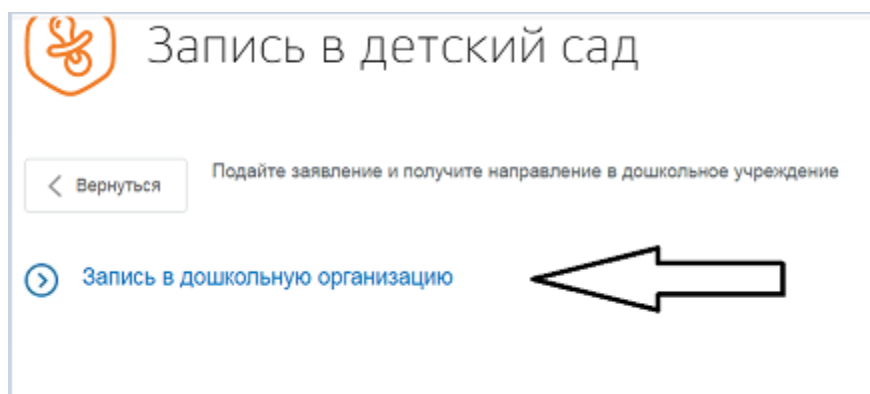 Запись в детский сад
Вернуться
Подайте заявление и получите направление в дошкольное учреждение
Запись в дошкольную организацию